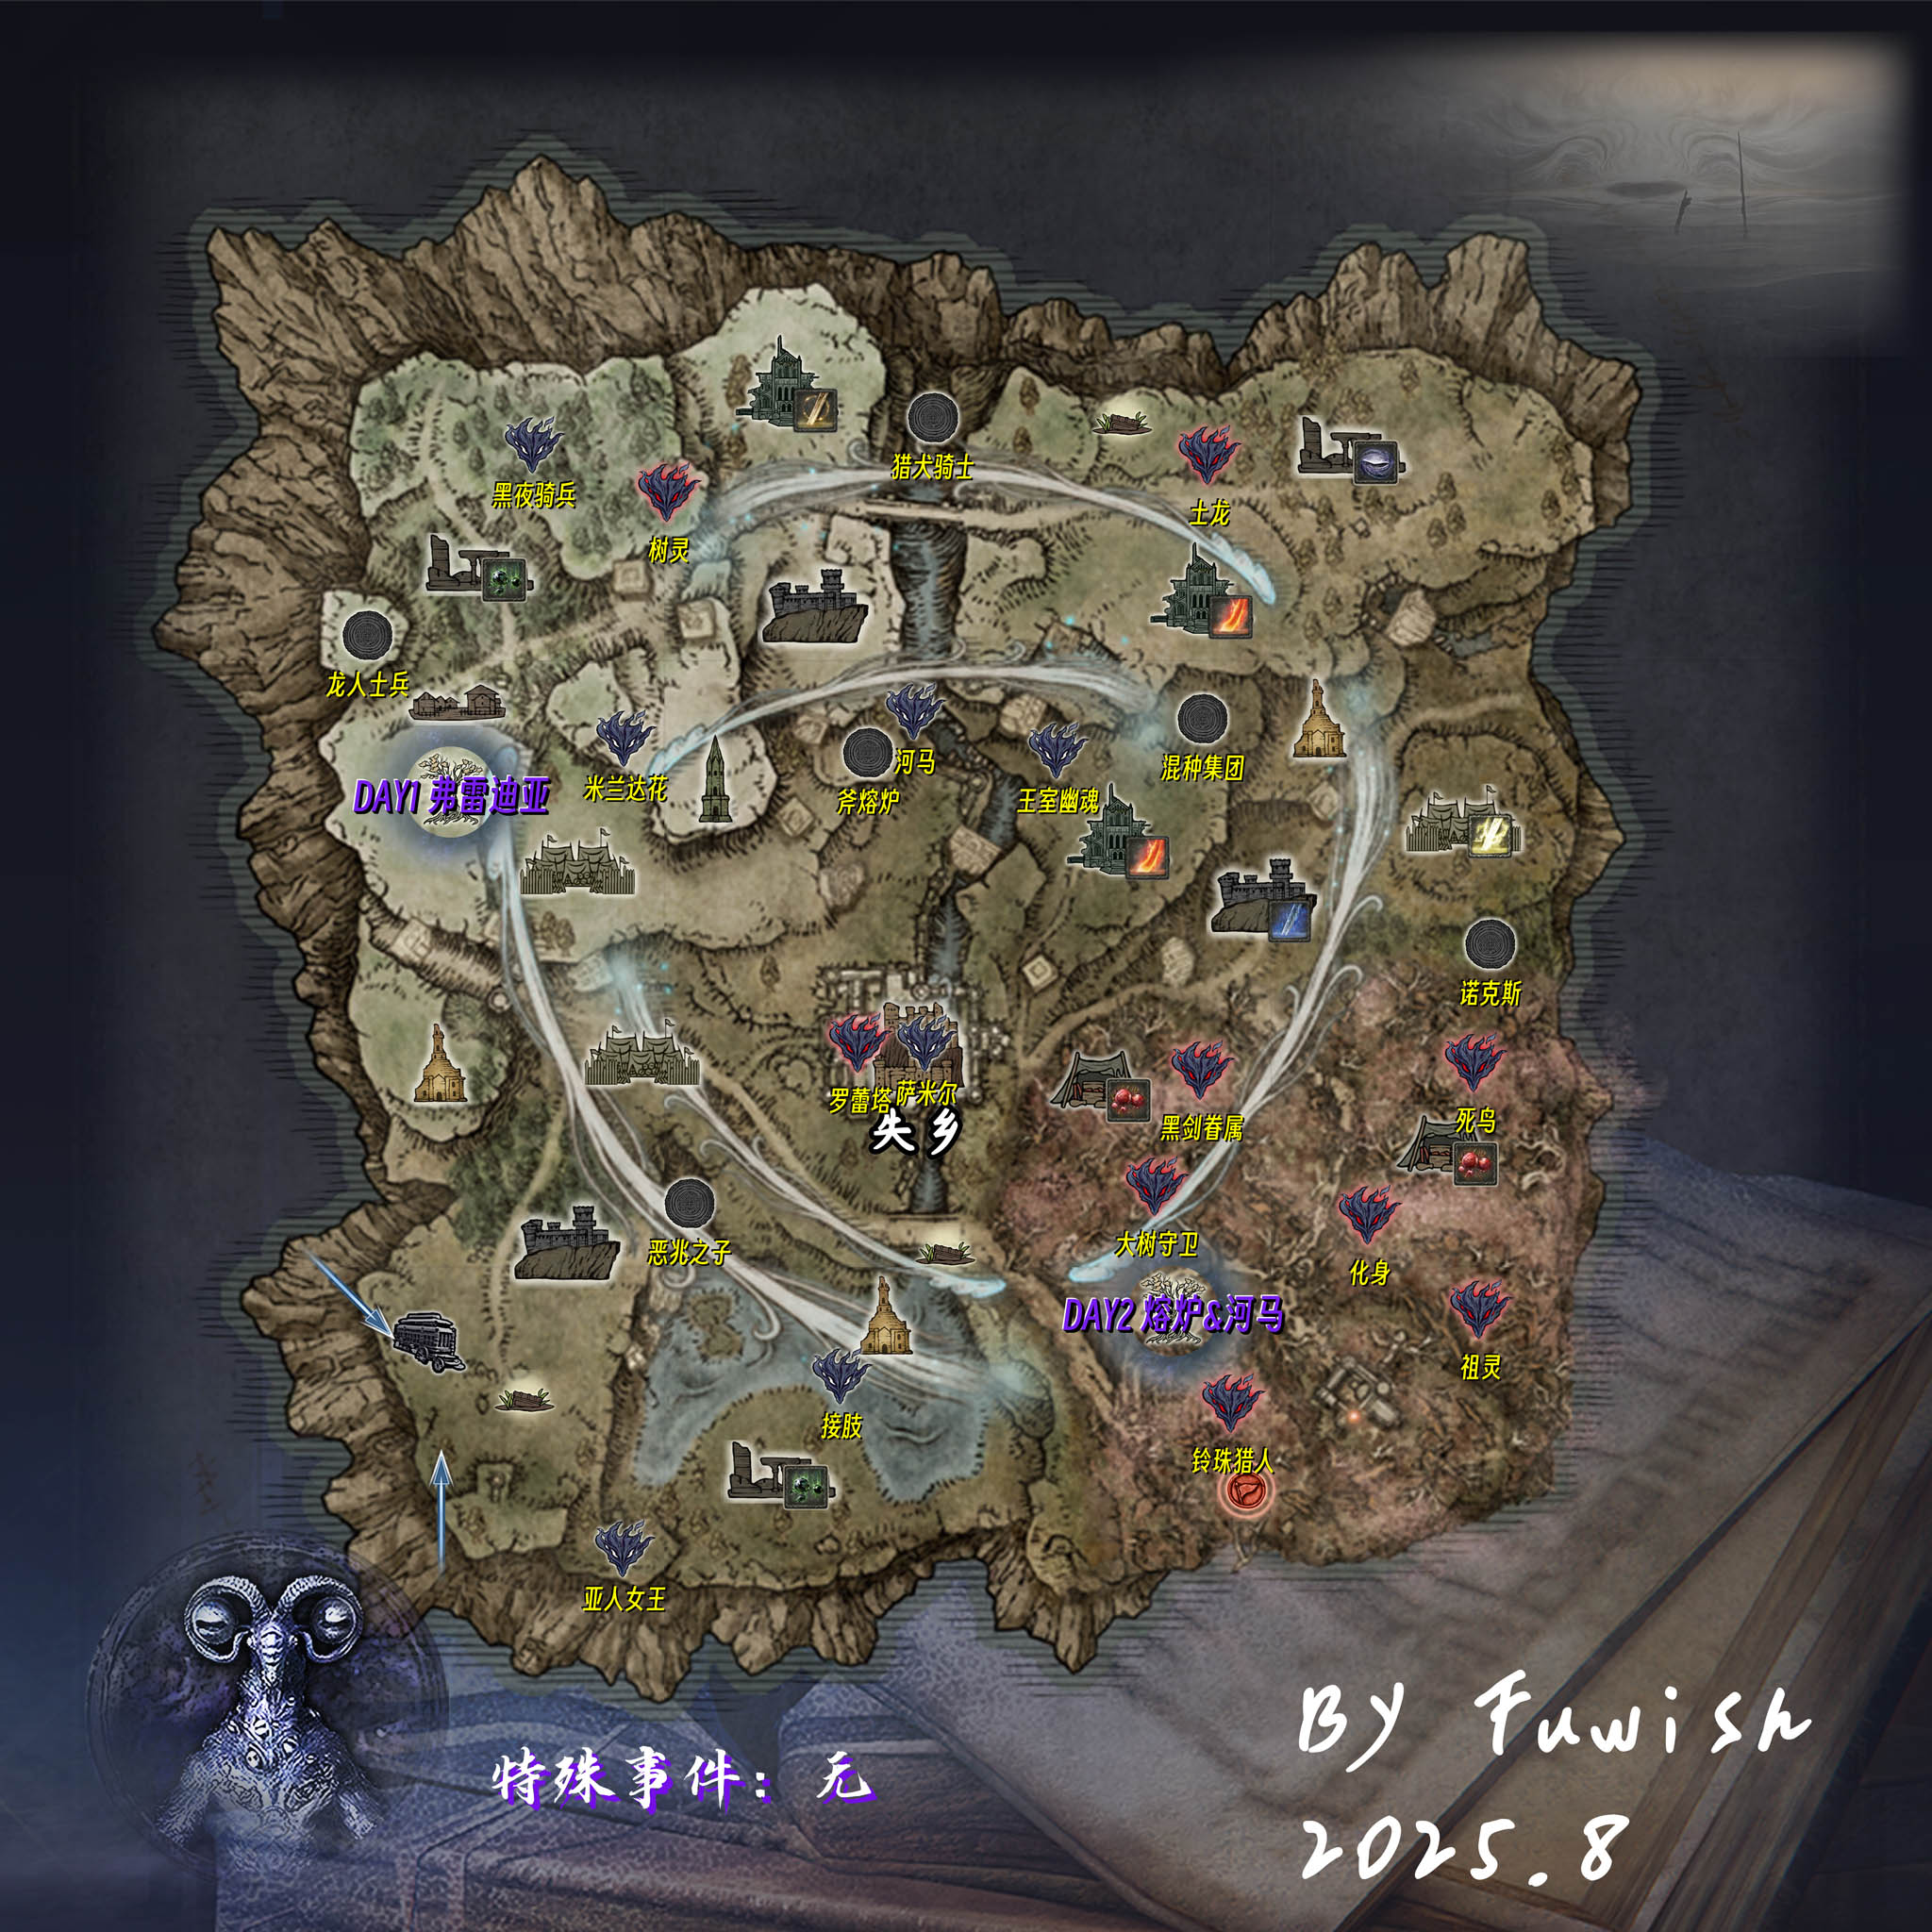 猎犬骑士
黑夜骑兵
土龙
树灵
龙人士兵
河马
混种集团
米兰达花
DAY1 弗雷迪亚
斧熔炉
王室幽魂
诺克斯
罗蕾塔
萨米尔
失乡
黑剑眷属
死鸟
恶兆之子
大树守卫
化身
DAY2 熔炉&河马
祖灵
接肢
铃珠猎人
亚人女王
特殊事件：无
By Fuwish
2025.8